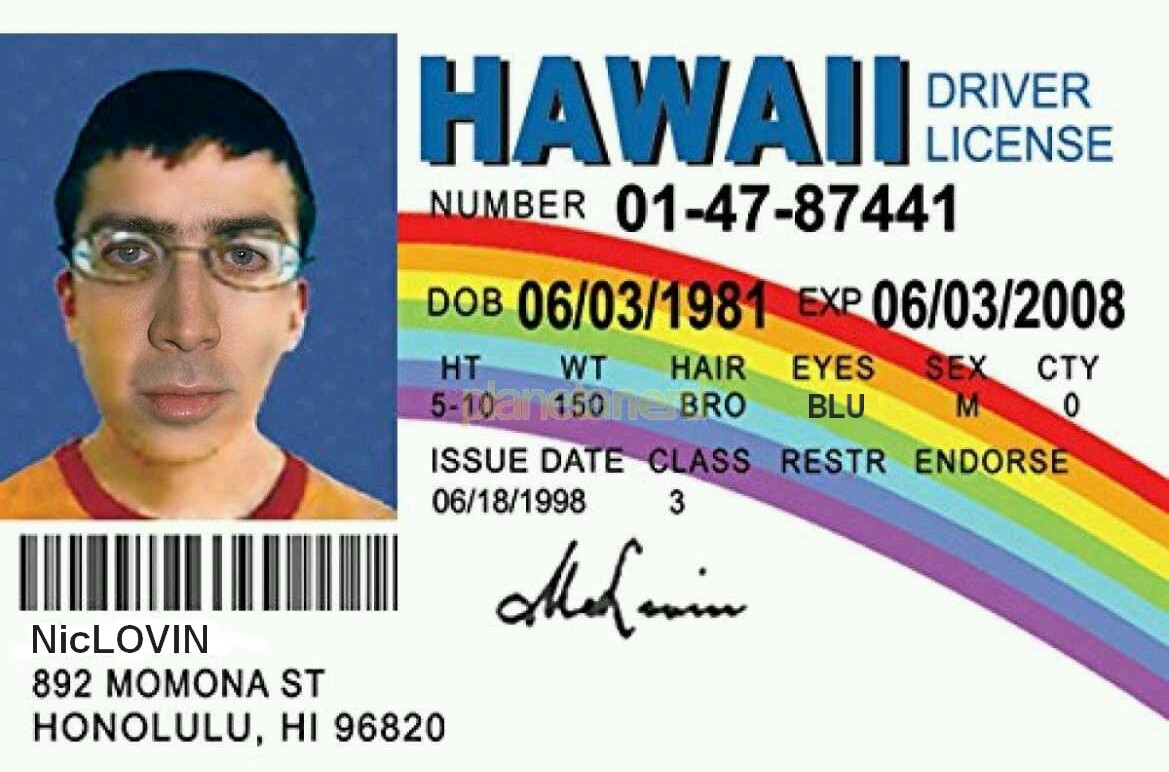 HAWAII DRIVER LICENSE
NUMBER 01-47-87441
DOB 06/03/1981 EXP 06/03/2008
HT WT HAIR EYES SEX CTY
5-10 150 BRO BLU M 0
ISSUE DATE CLASS RESTR ENDORSE
06/18/1998 3
McLovin
NicLOVIN
892 MOMONA ST
HONOLULU, HI 96820